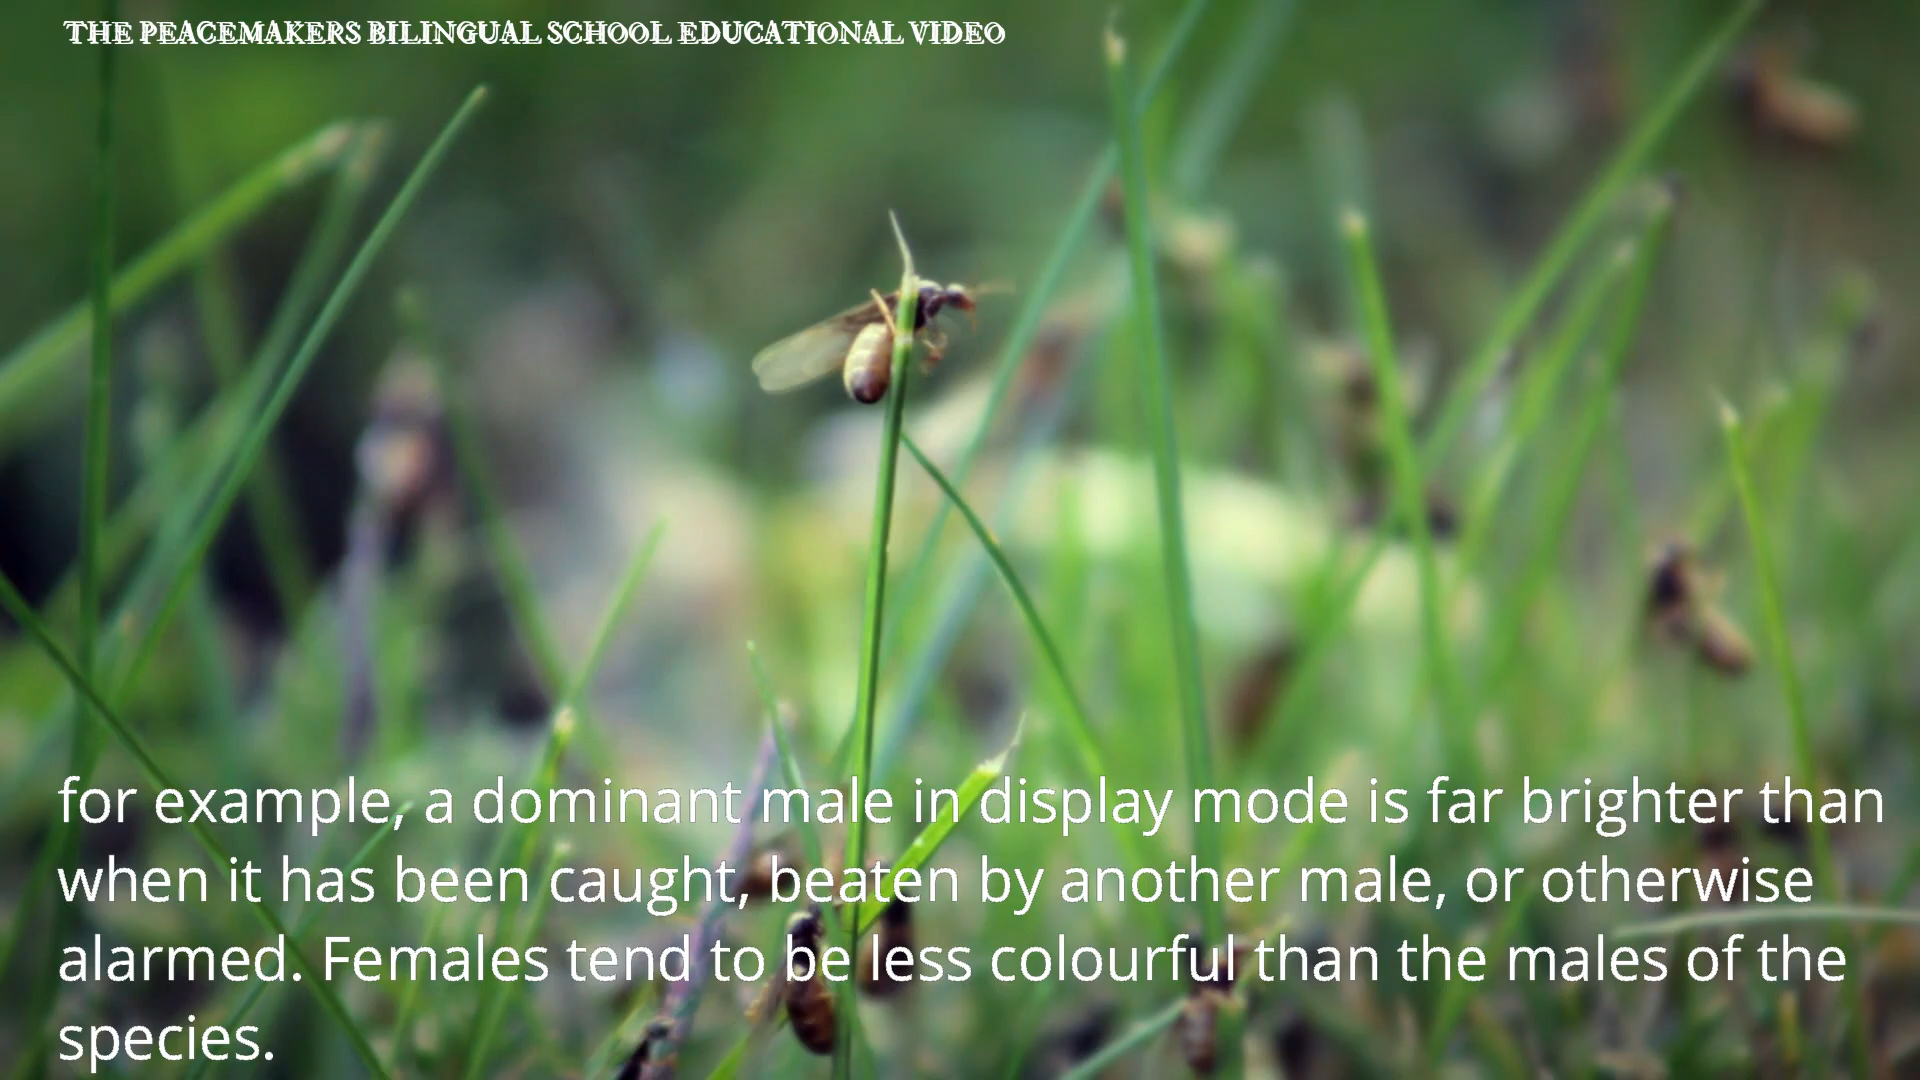 THE PEACEMAKERS BILINGUAL SCHOOL EDUCATIONAL VIDEO
for example, a dominant male in display mode is far brighter than
when it has been caught, beaten by another male, or otherwise
alarmed. Females tend to be less colourful than the males of the
species.